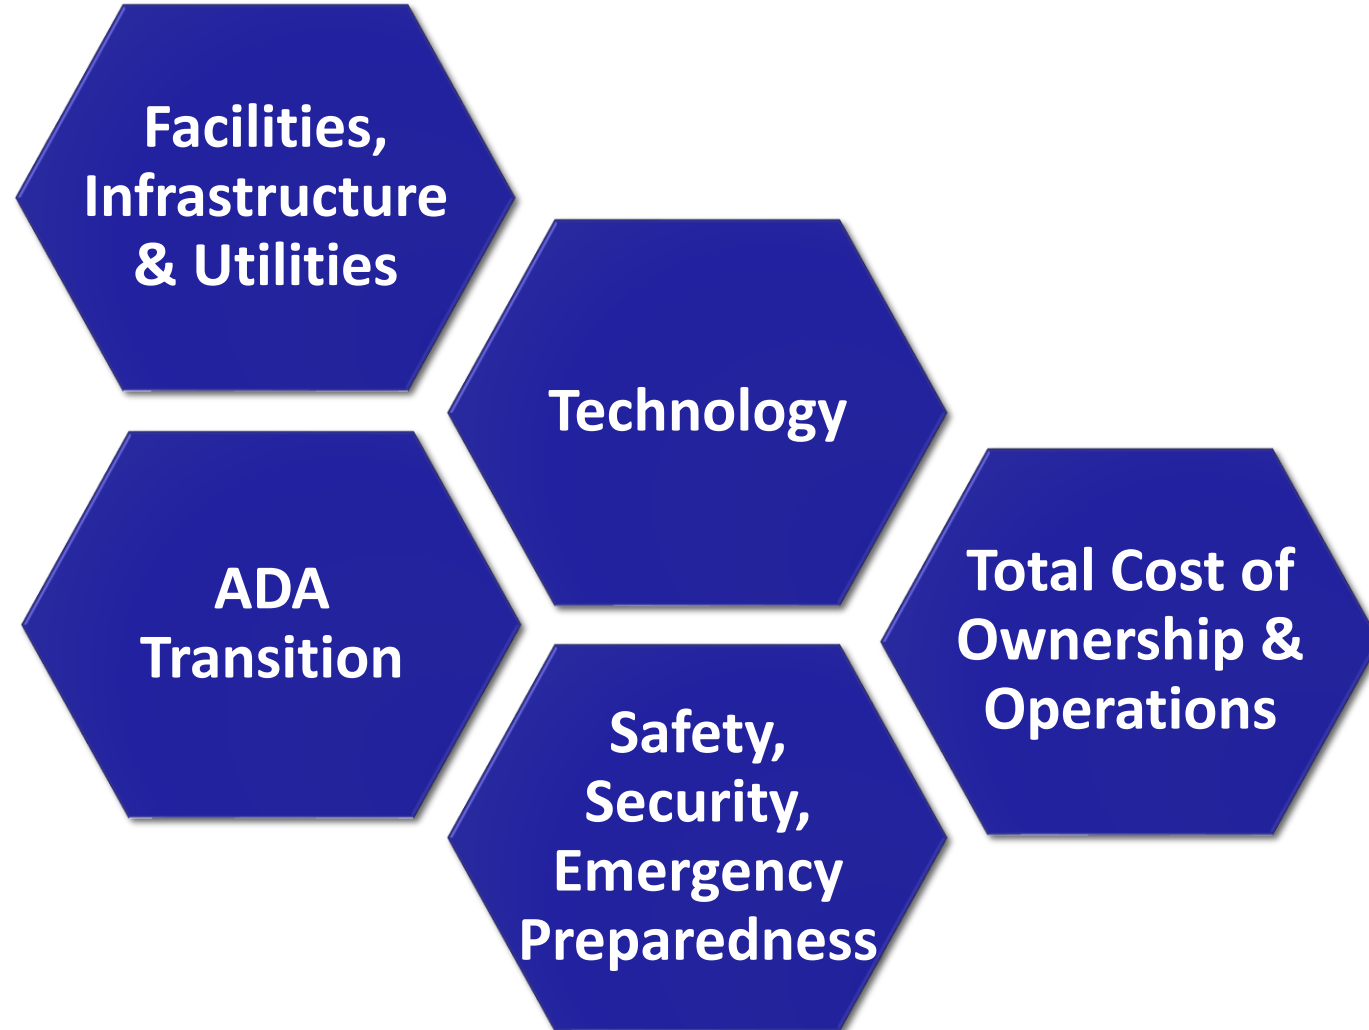 Facilities,
Infrastructure
& Utilities
Technology
ADA
Transition
Total Cost of
Ownership &
Operations
Safety,
Security,
Emergency
Preparedness